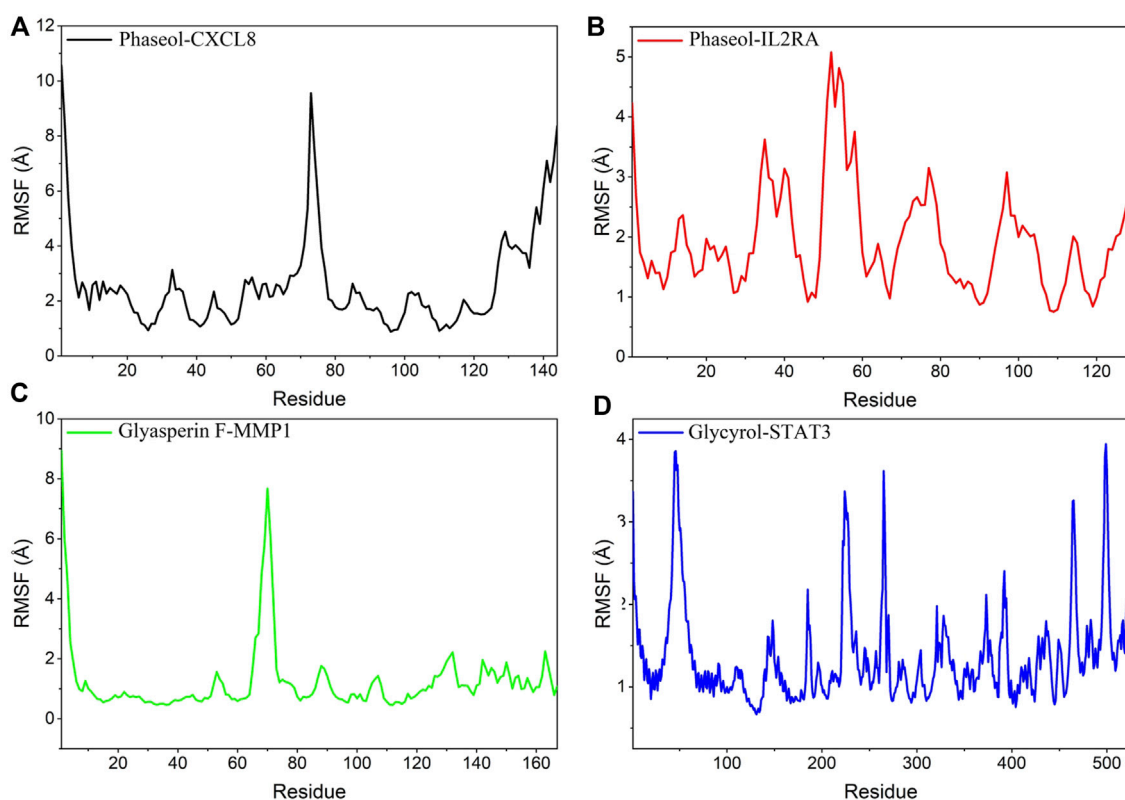 A
Phaseol-CXCL8
12
10
8
6
4
2
0
RMSF (Å)
20 40 60 80 100 120 140
Residue
B
Phaseol-IL2RA
5
4
3
2
1
0
RMSF (Å)
20 40 60 80 100 120
Residue
C
Glyasperin F-MMP1
10
8
6
4
2
0
RMSF (Å)
20 40 60 80 100 120 140 160
Residue
D
Glycyrol-STAT3
4
3
2
1
RMSF (Å)
100 200 300 400 500
Residue